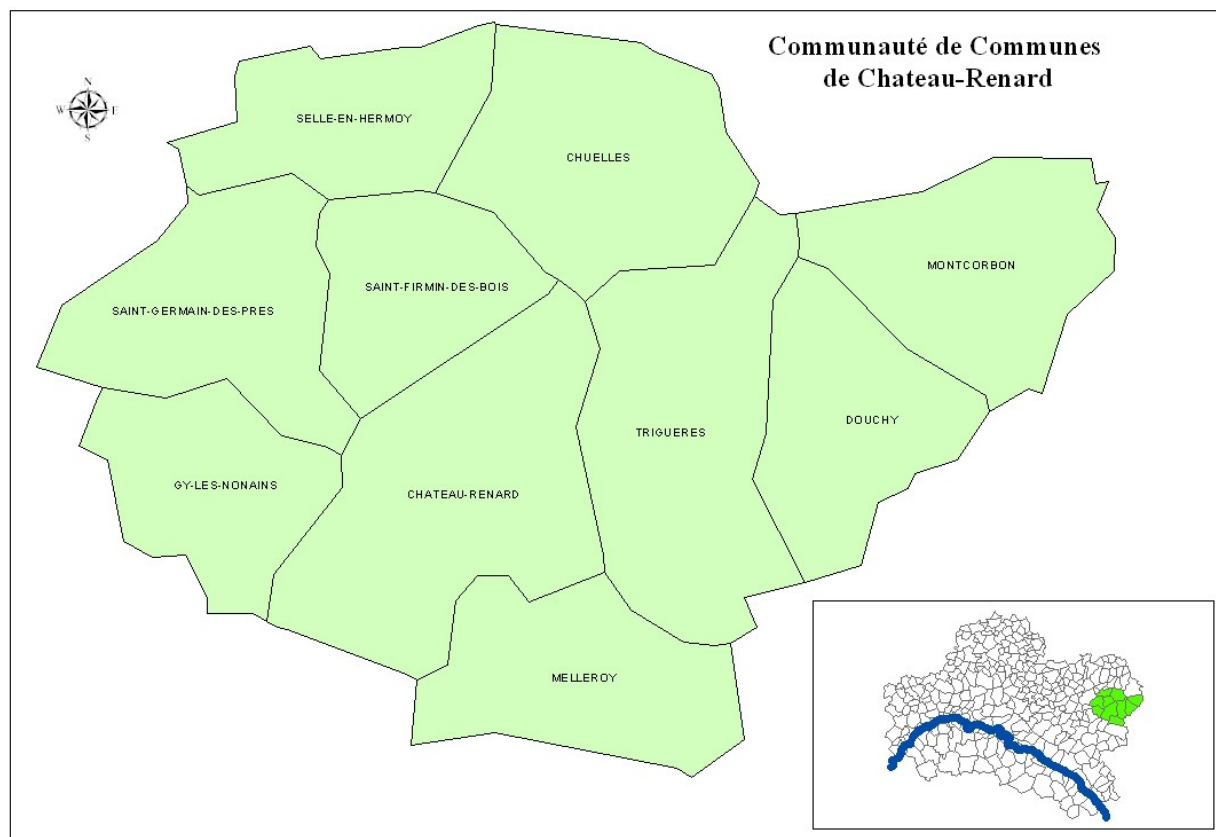 Communauté de Communes
de Chateau-Renard
N
W E
S
SELLE-EN-HERMOY
CHUELLES
MONTCORBON
SAINT-FIRMIN-DES-BOIS
SAINT-GERMAIN-DES-PRES
DOUCHY
TRIGUERES
GY-LES-NONAINS
CHATEAU-RENARD
MELLEROY